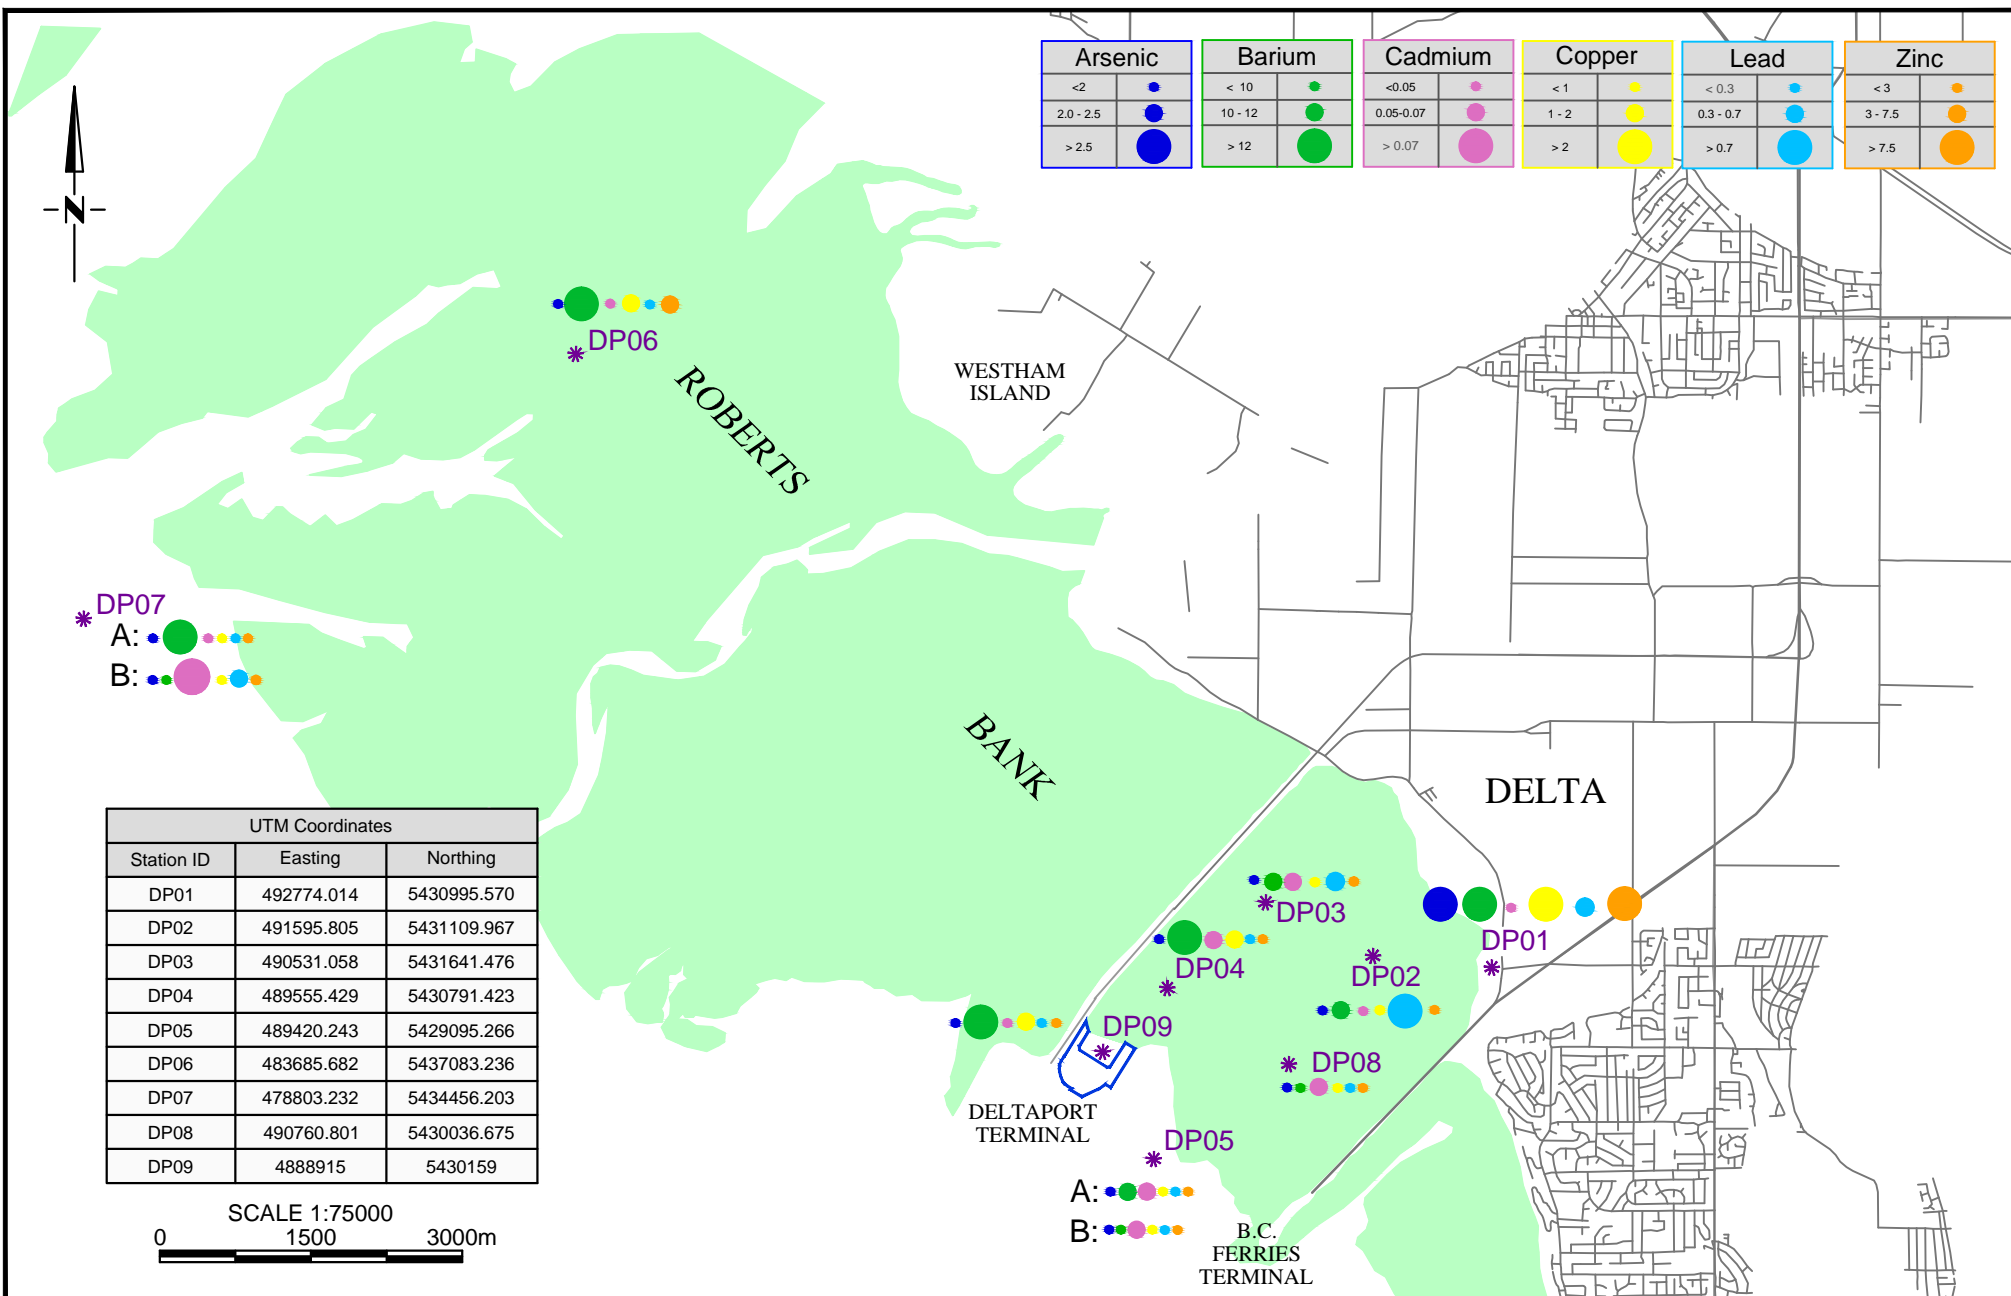 Arsenic
<2
2.0 - 2.5
> 2.5
Barium
< 10
10 - 12
> 12
Cadmium
<0.05
0.05-0.07
> 0.07
Copper
< 1
1 - 2
> 2
Lead
< 0.3
0.3 - 0.7
> 0.7
Zinc
< 3
3 - 7.5
> 7.5
N
DP06
ROBERTS
WESTHAM
ISLAND
DP07
A:
B:
BANK
DELTA
UTM Coordinates
Station ID Easting Northing
DP01 492774.014 5430995.570
DP02 491595.805 5431109.967
DP03 490531.058 5431641.476
DP04 489555.429 5430791.423
DP05 489420.243 5429095.266
DP06 483685.682 5437083.236
DP07 478803.232 5434456.203
DP08 490760.801 5430036.675
DP09 4888915 5430159
DP03
DP01
DP04
DP02
DP09
DP08
DELTAPORT
TERMINAL
DP05
A:
B:
B.C.
FERRIES
TERMINAL
SCALE 1:75000
0 1500 3000m